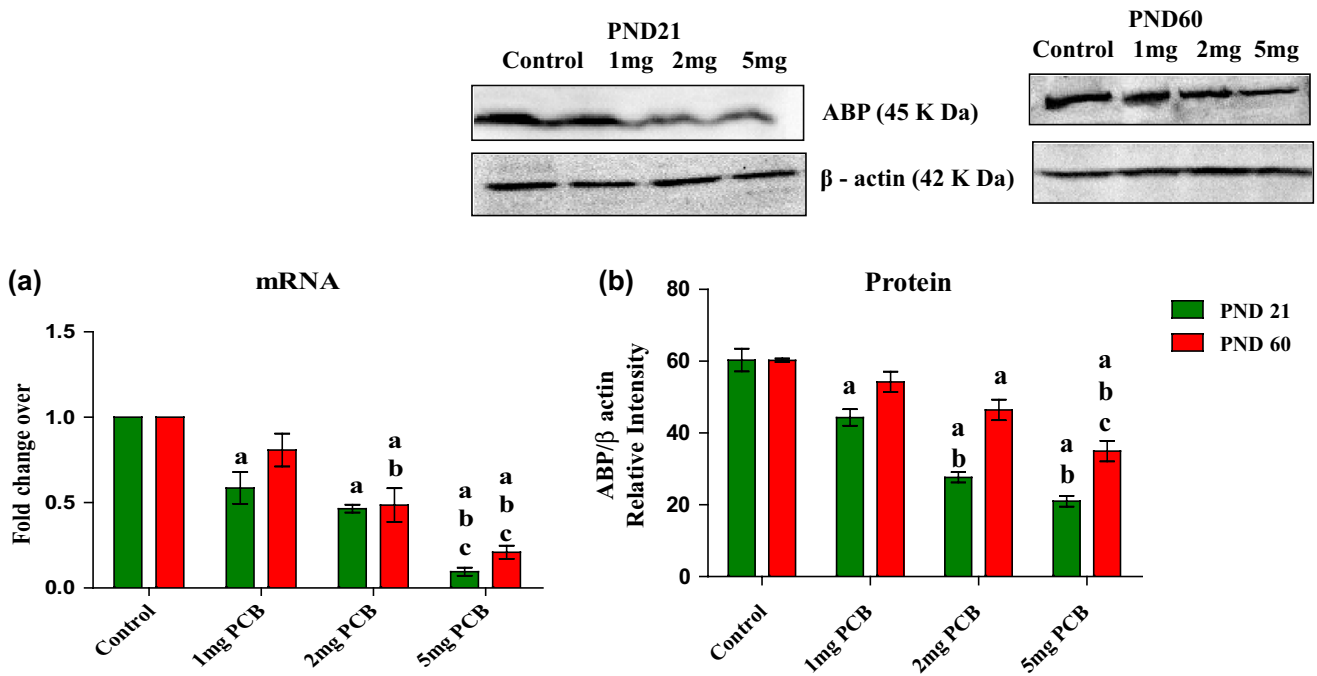 PND21
Control 1mg 2mg 5mg
PND60
Control 1mg 2mg 5mg
ABP (45 K Da)
β - actin (42 K Da)
(a)
mRNA
Fold change over
1.5
1.0
0.5
0.0
a
a
a
b
a
b
c
a
b
c
Control
1mg PCB
2mg PCB
5mg PCB
(b)
Protein
ABP/β actin
Relative Intensity
80
60
40
20
0
a
a
b
a
a
b
a
b
c
Control
1mg PCB
2mg PCB
5mg PCB
PND 21
PND 60